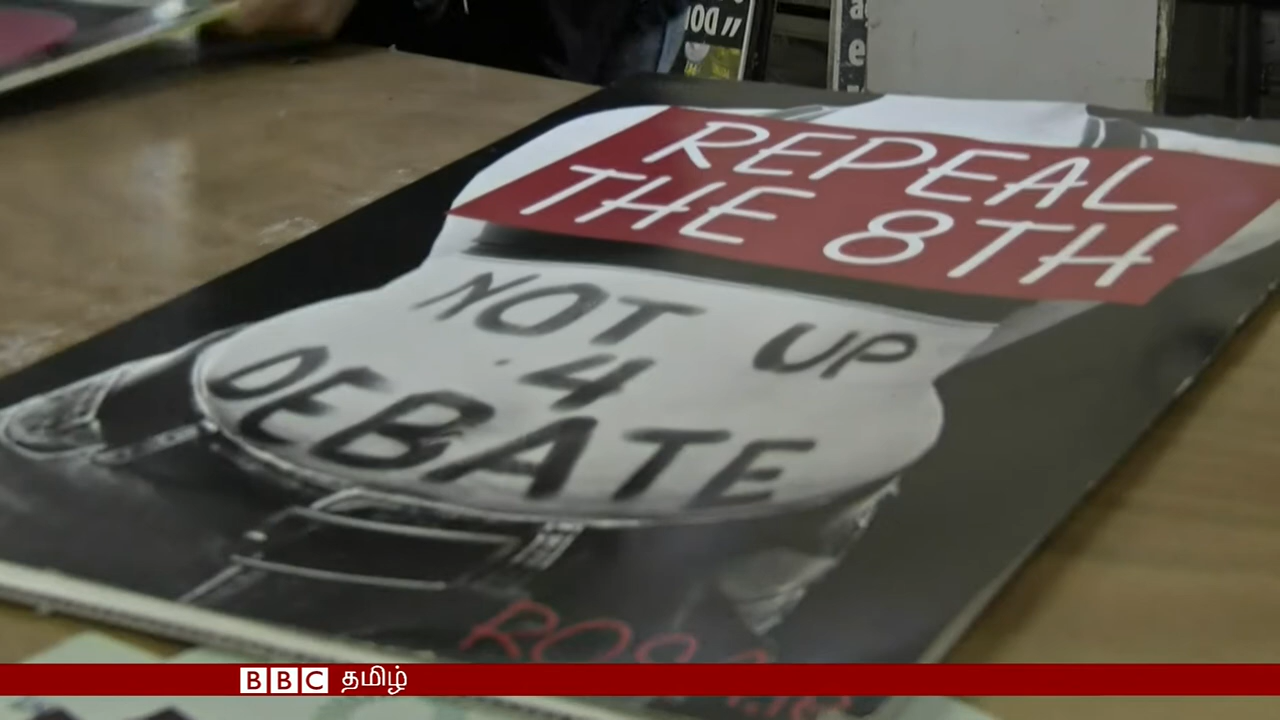 REPEAL
THE 8TH
NOT UP
4
DEBATE
BBC தமிழ்